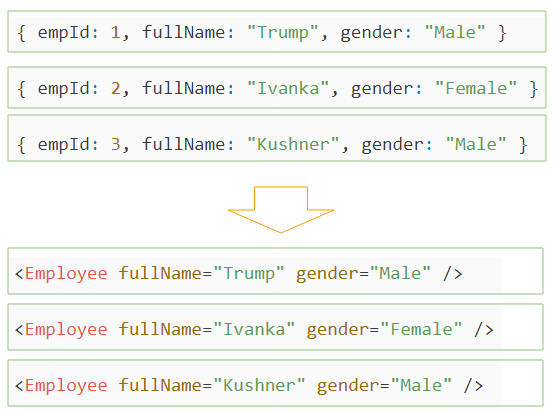 { empId: 1, fullName: "Trump", gender: "Male" }
{ empId: 2, fullName: "Ivanka", gender: "Female" }
{ empId: 3, fullName: "Kushner", gender: "Male" }
<Employee fullName="Trump" gender="Male" />
<Employee fullName="Ivanka" gender="Female" />
<Employee fullName="Kushner" gender="Male" />